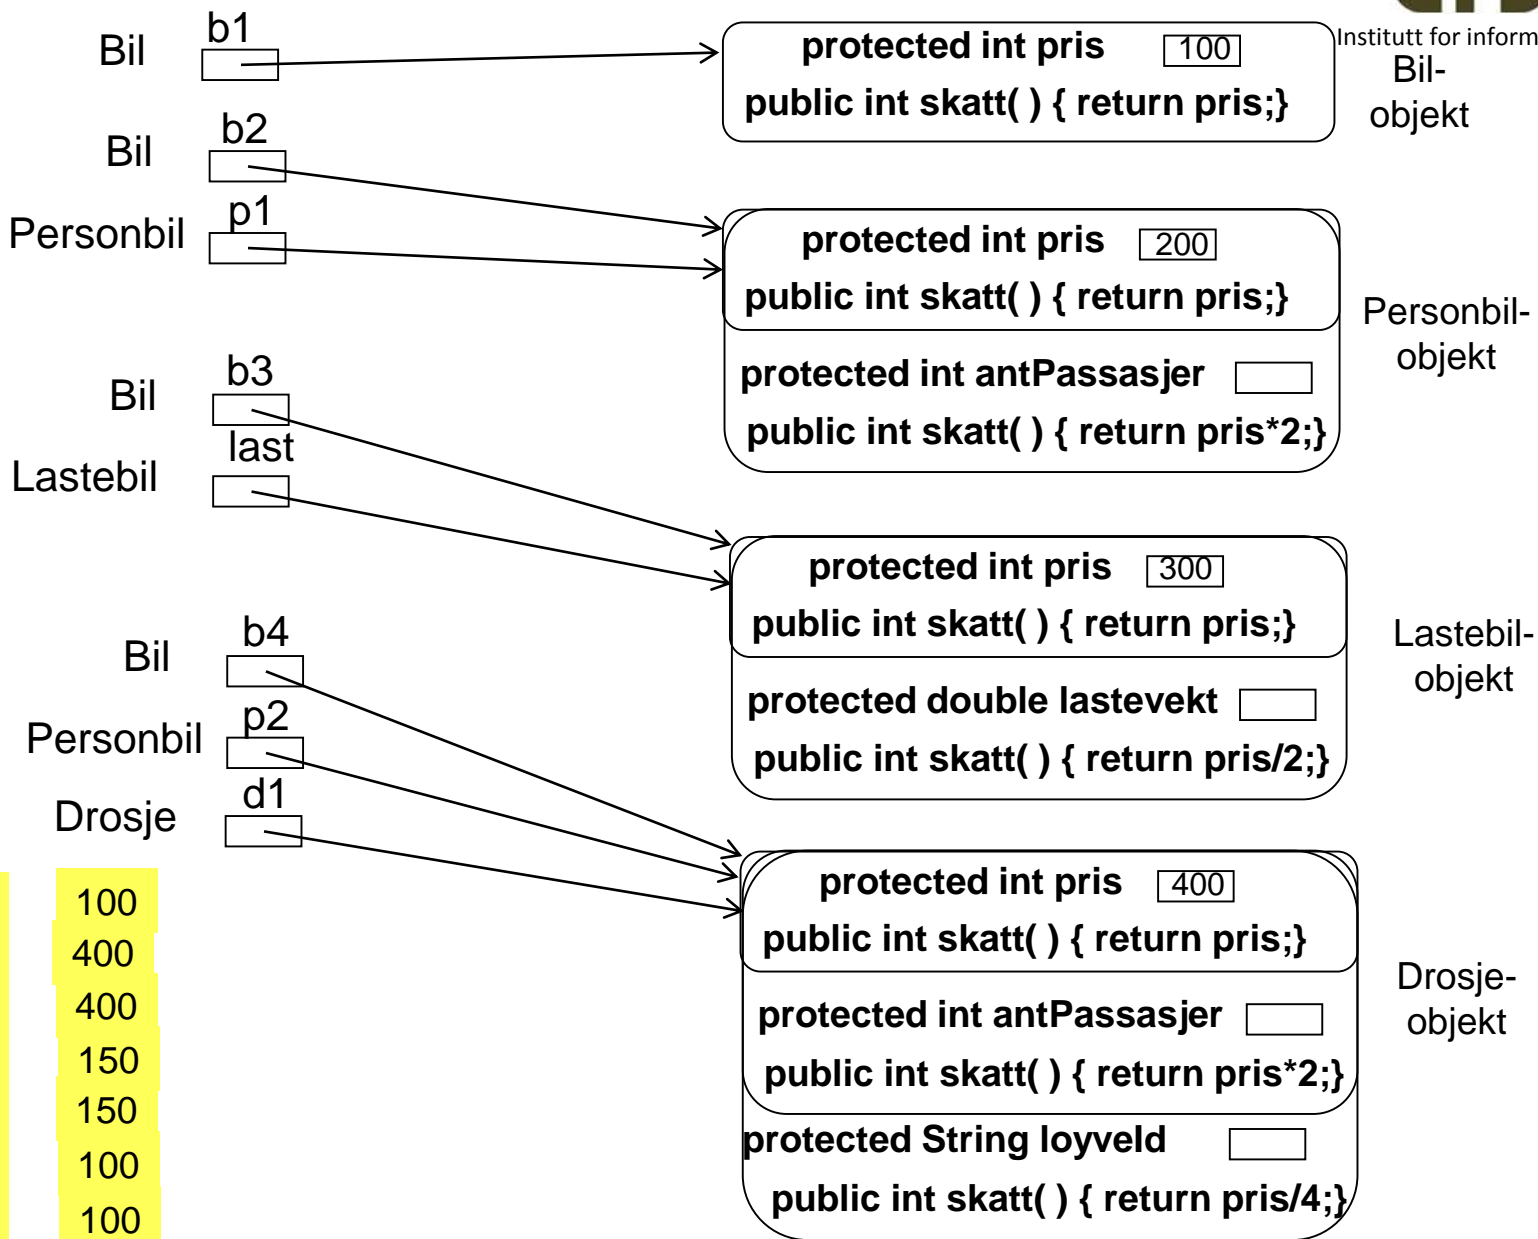 b1
Bil
protected int pris 100
Institutt for inform
public int skatt( ) { return pris;}
Bil-
objekt
b2
Bil
p1
Personbil
protected int pris 200
public int skatt( ) { return pris;}
protected int antPassasjer
public int skatt( ) { return pris*2;}
Personbil-
objekt
b3
Bil
last
Lastebil
protected int pris 300
public int skatt( ) { return pris;}
protected double lastevekt
public int skatt( ) { return pris/2;}
Lastebil-
objekt
b4
Bil
p2
Personbil
d1
Drosje
protected int pris 400
public int skatt( ) { return pris;}
protected int antPassasjer
public int skatt( ) { return pris*2;}
protected String loyveId
public int skatt( ) { return pris/4;}
Drosje-
objekt
100
400
400
150
150
100
100